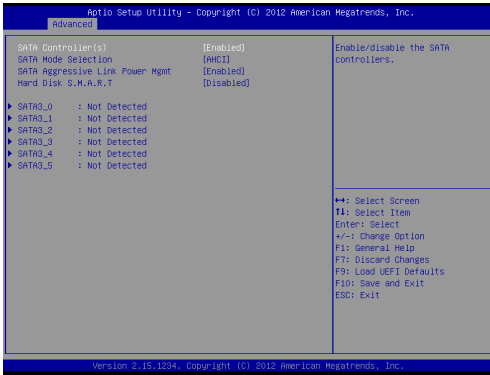 Aptio Setup Utility – Copyright (C) 2012 American Megatrends, Inc.
Advanced
SATA Controller(s) [Enabled]
SATA Mode Selection [AHCI]
SATA Aggressive Link Power Mgmt [Enabled]
Hard Disk S.M.A.R.T [Disabled]
SATA3_0 : Not Detected
SATA3_1 : Not Detected
SATA3_2 : Not Detected
SATA3_3 : Not Detected
SATA3_4 : Not Detected
SATA3_5 : Not Detected
Enable/disable the SATA
controllers.
↔: Select Screen
↑↓: Select Item
Enter: Select
+/-: Change Option
F1: General Help
F7: Discard Changes
F9: Load UEFI Defaults
F10: Save and Exit
ESC: Exit
Version 2.15.1234. Copyright (C) 2012 American Megatrends, Inc.